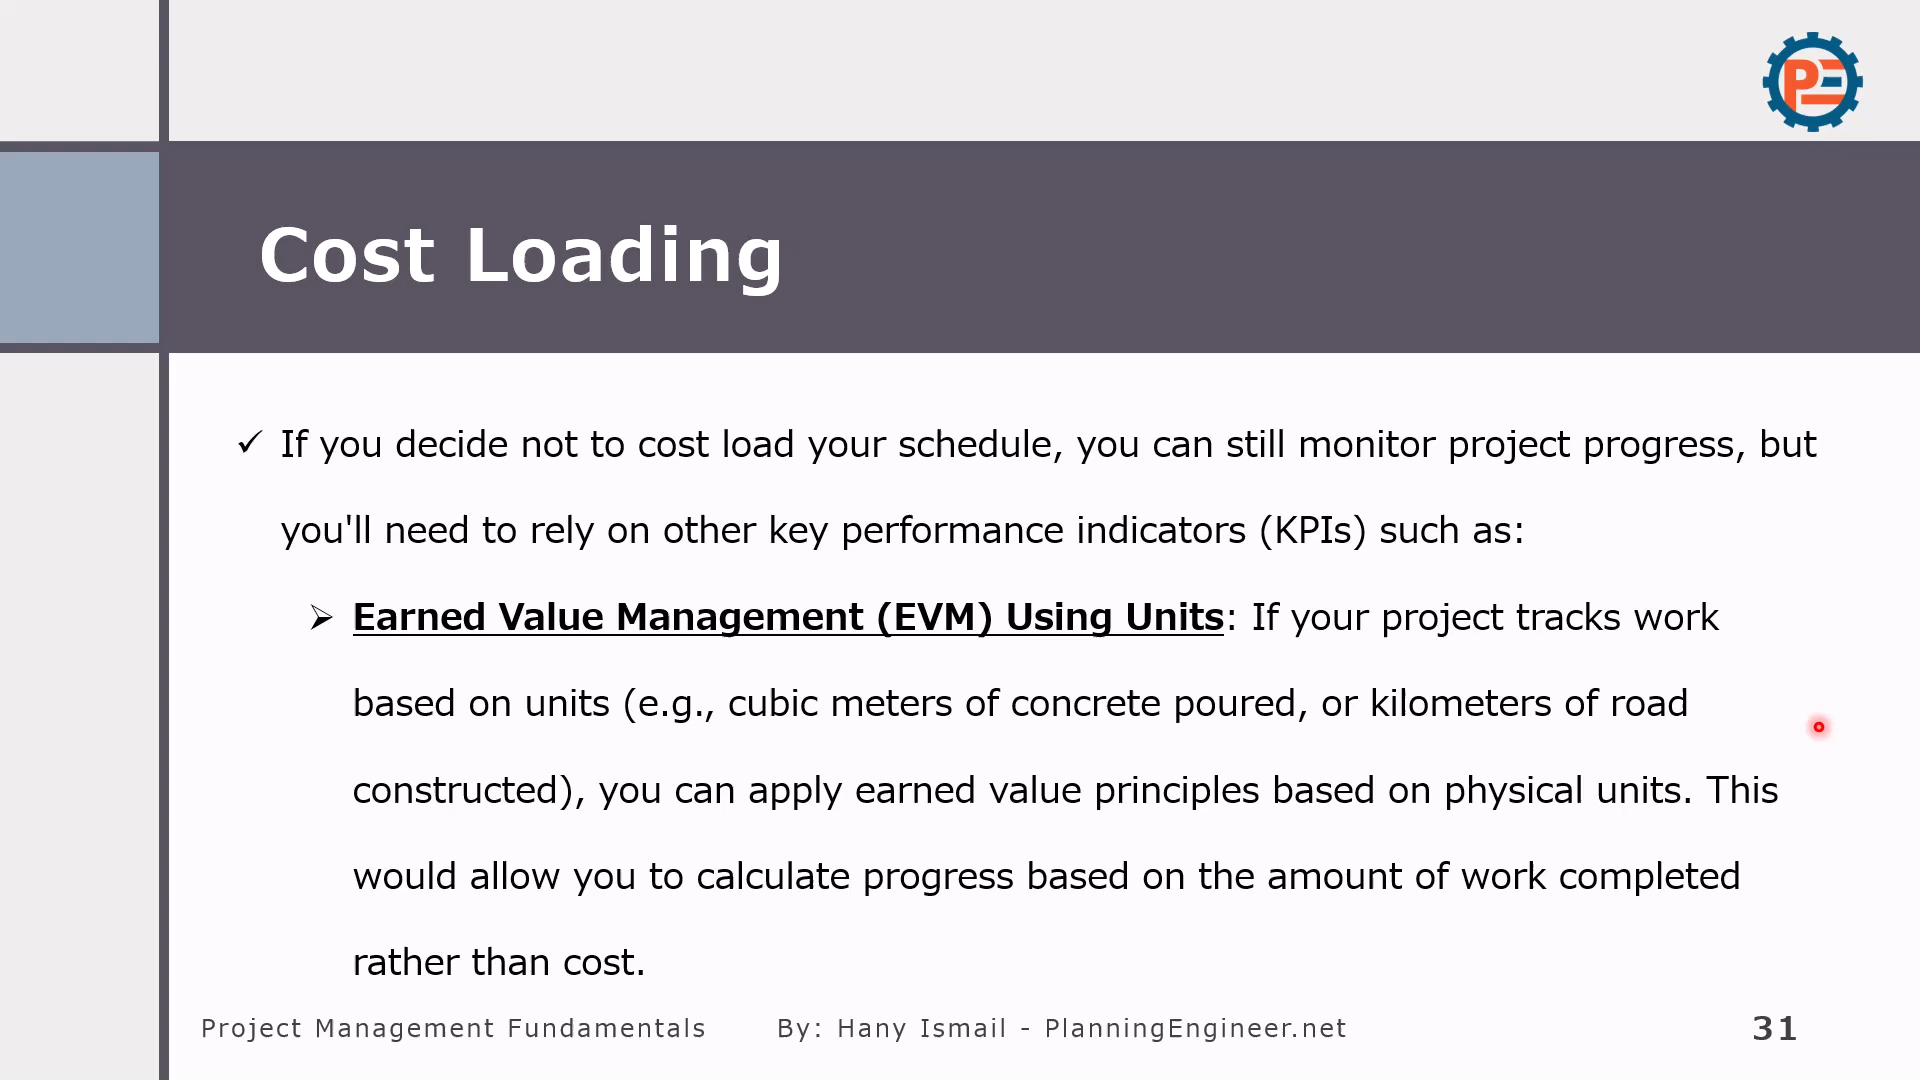 PE
Cost Loading
✓ If you decide not to cost load your schedule, you can still monitor project progress, but
you'll need to rely on other key performance indicators (KPIs) such as:
➢ Earned Value Management (EVM) Using Units: If your project tracks work
based on units (e.g., cubic meters of concrete poured, or kilometers of road
constructed), you can apply earned value principles based on physical units. This
would allow you to calculate progress based on the amount of work completed
rather than cost.
Project Management Fundamentals By: Hany Ismail - PlanningEngineer.net 31